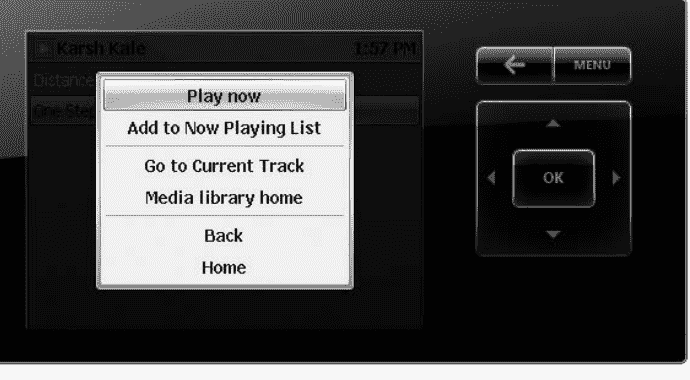 Karsh Kale 1:57 PM
Distance
One Step
Play now
Add to Now Playing List
Go to Current Track
Media library home
Back
Home
MENU
OK